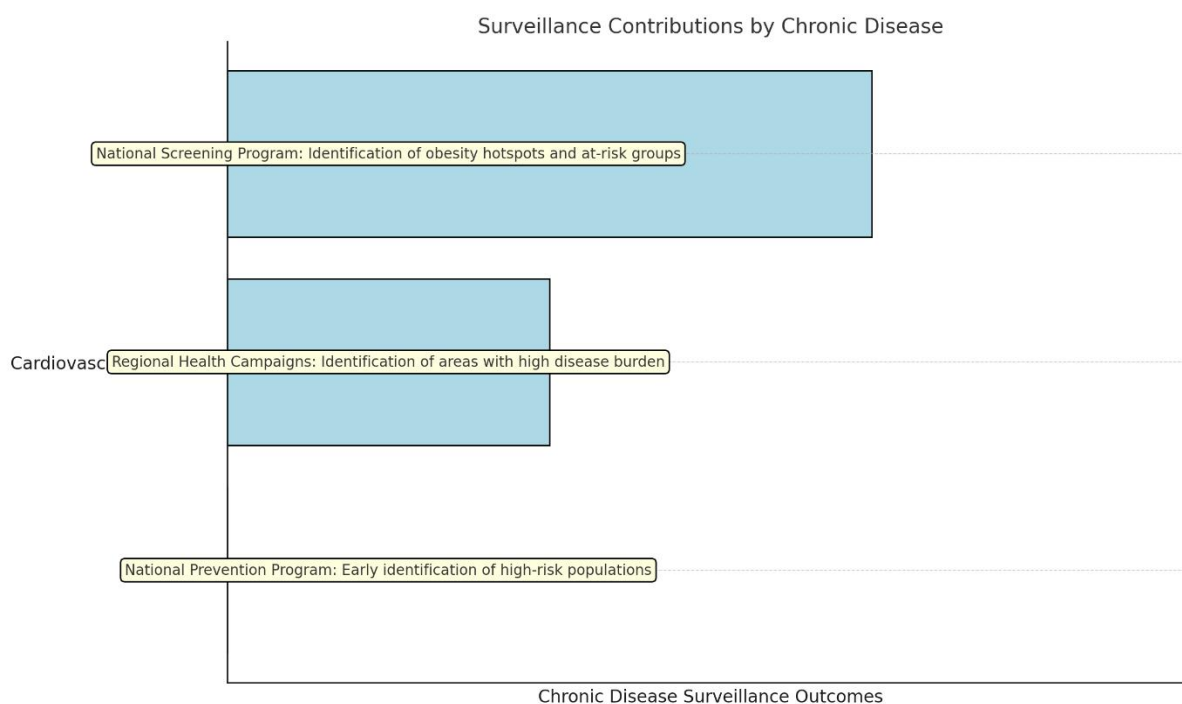 Surveillance Contributions by Chronic Disease
National Screening Program: Identification of obesity hotspots and at-risk groups
Cardiovasc
Regional Health Campaigns: Identification of areas with high disease burden
National Prevention Program: Early identification of high-risk populations
Chronic Disease Surveillance Outcomes